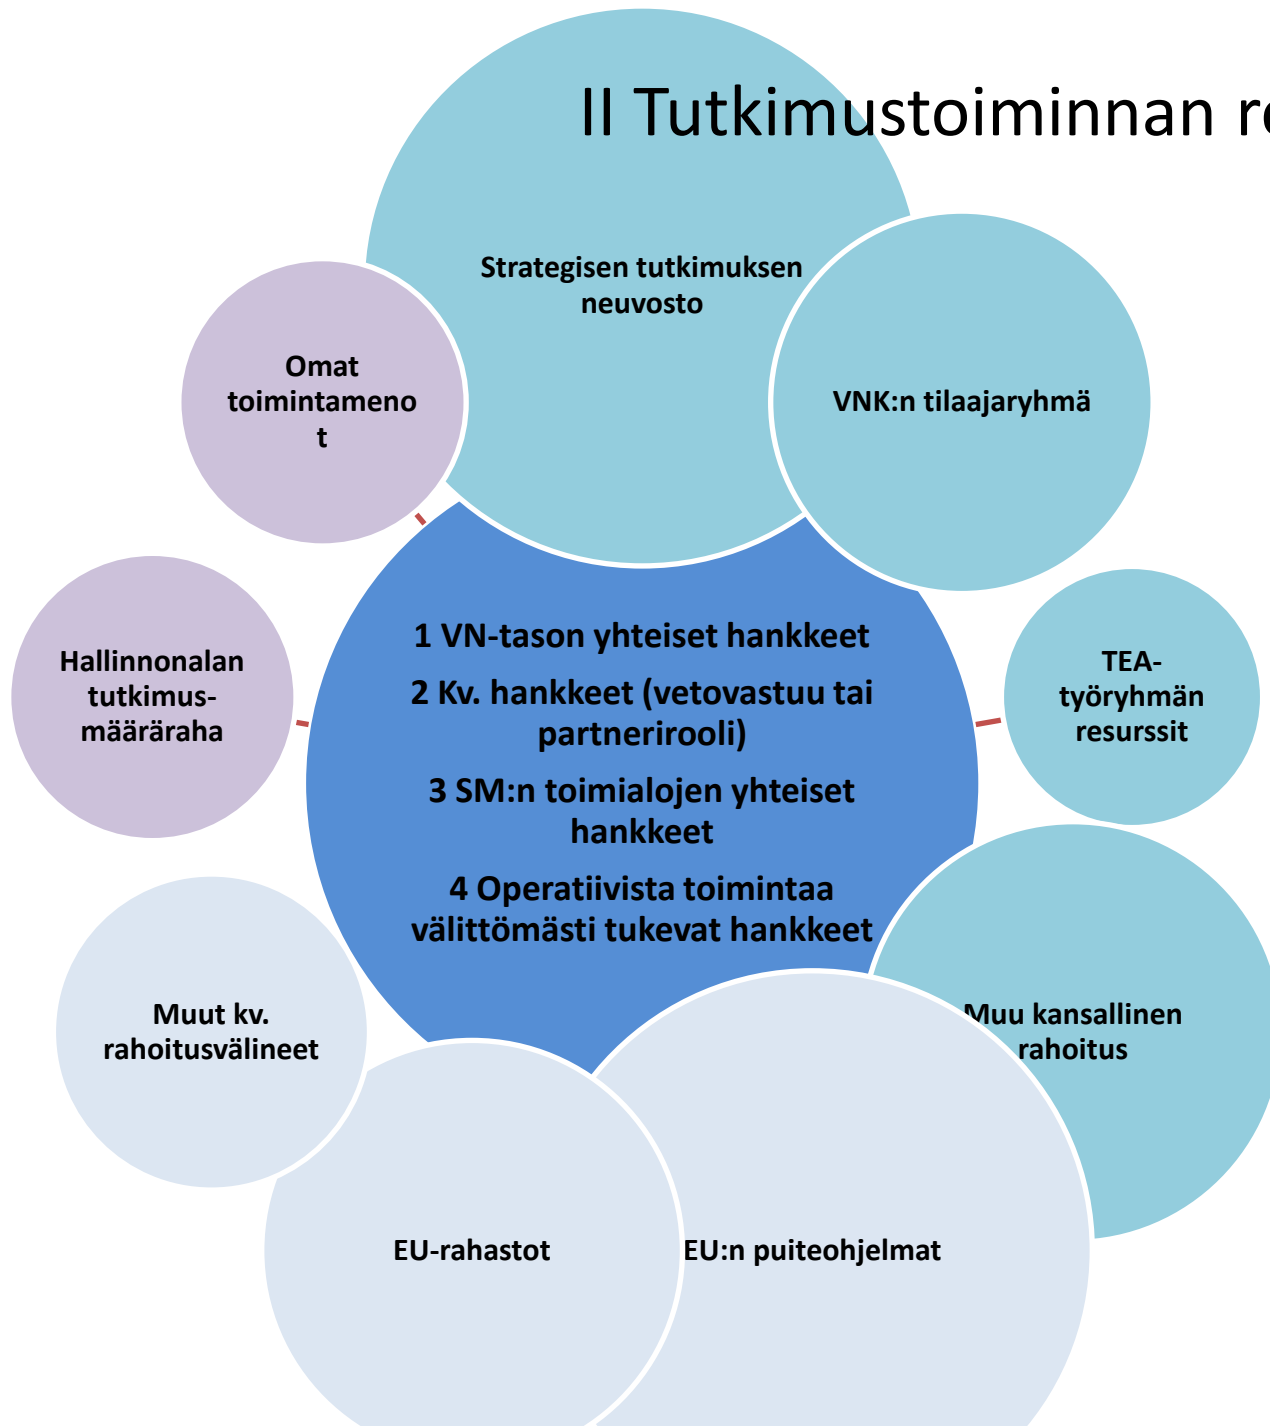 II Tutkimustoiminnan
Strategisen tutkimuksen
neuvosto
Omat
toimintameno
t
VNK:n tilaajaryhmä
1 VN-tason yhteiset hankkeet
2 Kv. hankkeet (vetovastuu tai
partnerirooli)
3 SM:n toimialojen yhteiset
hankkeet
4 Operatiivista toimintaa
välittömästi tukevat hankkeet
Hallinnonalan
tutkimus-
määräraha
TEA-
työryhmän
resurssit
Muut kv.
rahoitusvälineet
Muu kansallinen
rahoitus
EU-rahastot
EU:n puiteohjelmat